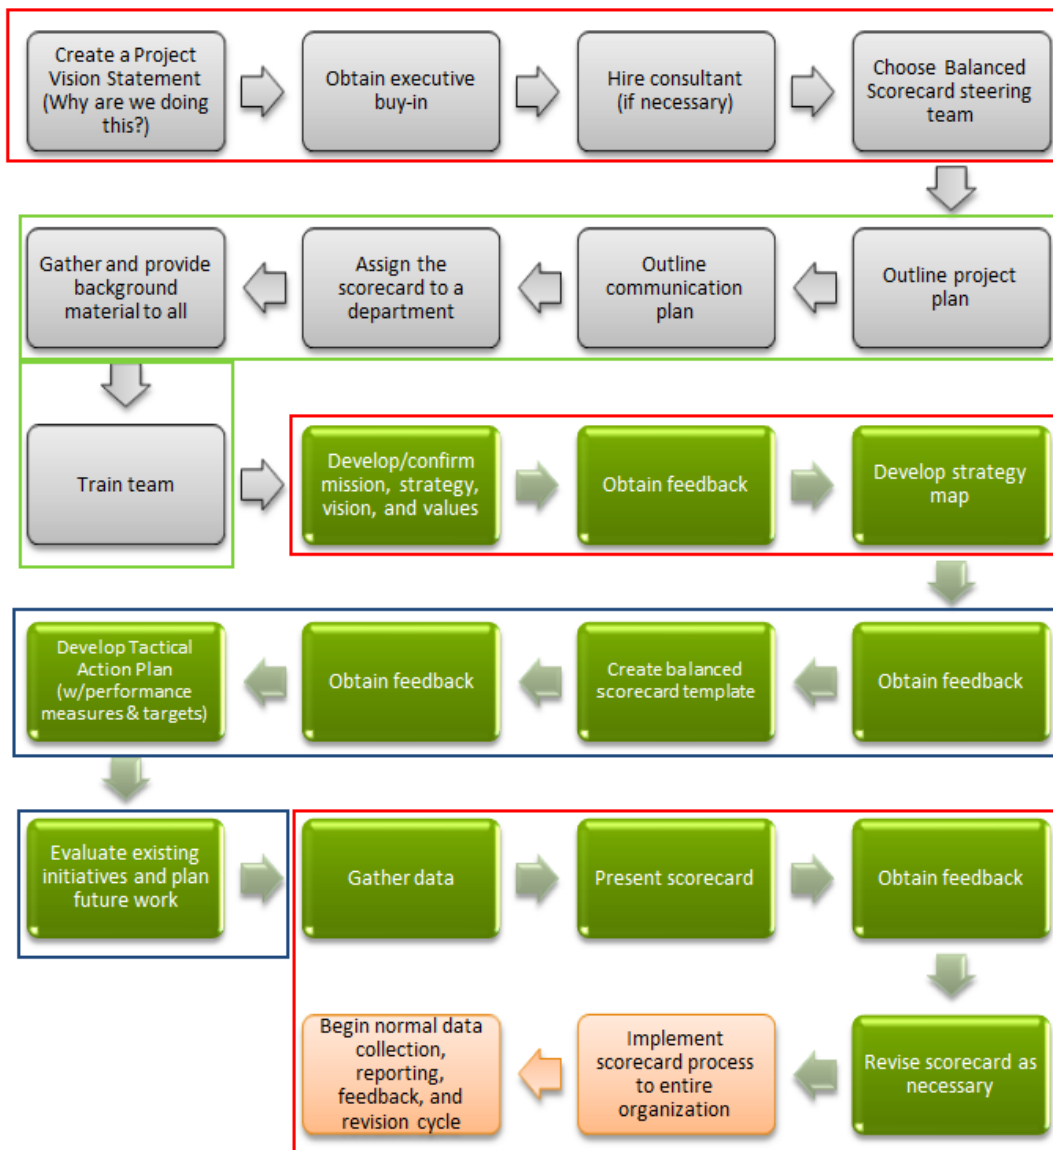 Create a Project
Vision Statement
(Why are we doing
this?)
Obtain executive
buy-in
Hire consultant
(if necessary)
Choose Balanced
Scorecard steering
team
Outline project
plan
Outline
communication
plan
Assign the
scorecard to a
department
Gather and provide
background
material to all
Train team
Develop/confirm
mission, strategy,
vision, and values
Obtain feedback
Develop strategy
map
Obtain feedback
Create balanced
scorecard template
Obtain feedback
Develop Tactical
Action Plan
(w/performance
measures & targets)
Evaluate existing
initiatives and plan
future work
Gather data
Present scorecard
Obtain feedback
Revise scorecard as
necessary
Implement
scorecard process
to entire
organization
Begin normal data
collection,
reporting,
feedback, and
revision cycle